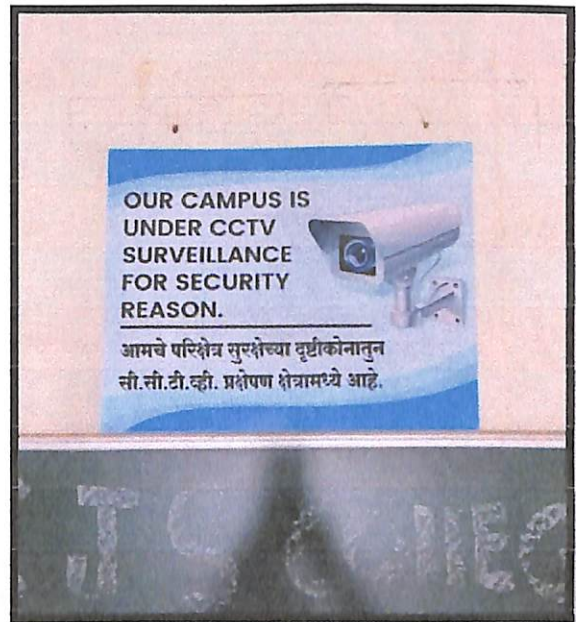 OUR CAMPUS IS
UNDER CCTV
SURVEILLANCE
FOR SECURITY
REASON.
आमचे परिक्षेत्र सुरक्षेच्या दृष्टीकोनातुन
सी.सी.टी.व्ही. प्रक्षेपण क्षेत्रामध्ये आहे.